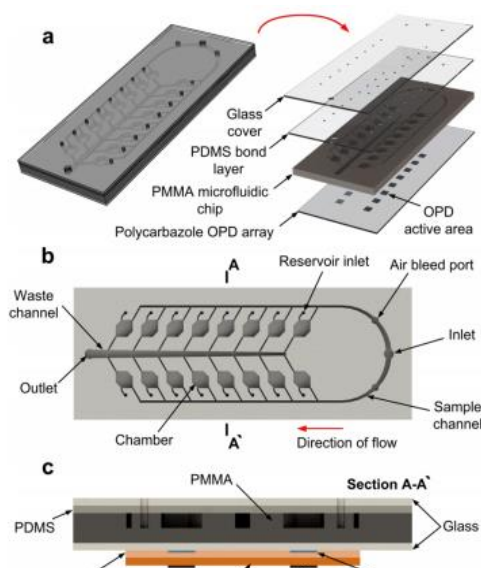 a
Glass
cover
PDMS bond
layer
PMMA microfluidic
chip
Polycarbazole OPD array
OPD
active area
b
A
Reservoir inlet
Air bleed port
Waste
channel
Inlet
Outlet
Chamber
A`
Direction of flow
Sample
channel
c
Section A-A`
PMMA
PDMS
Glass